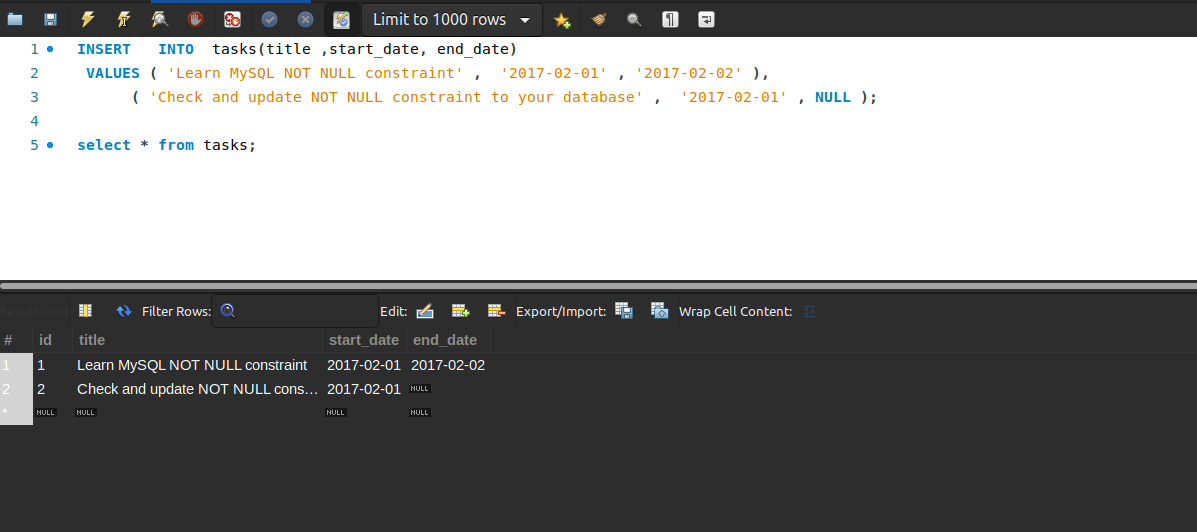 Limit to 1000 rows
1 INSERT INTO tasks(title ,start_date, end_date)
2 VALUES ( 'Learn MySQL NOT NULL constraint' , '2017-02-01' , '2017-02-02' ),
3 ( 'Check and update NOT NULL constraint to your database' , '2017-02-01' , NULL );
4
5 select * from tasks;
Result Grid Filter Rows: Edit: Export/Import: Wrap Cell Content:
# id title start_date end_date
1 1 Learn MySQL NOT NULL constraint 2017-02-01 2017-02-02
2 2 Check and update NOT NULL cons… 2017-02-01 NULL
* NULL NULL NULL NULL